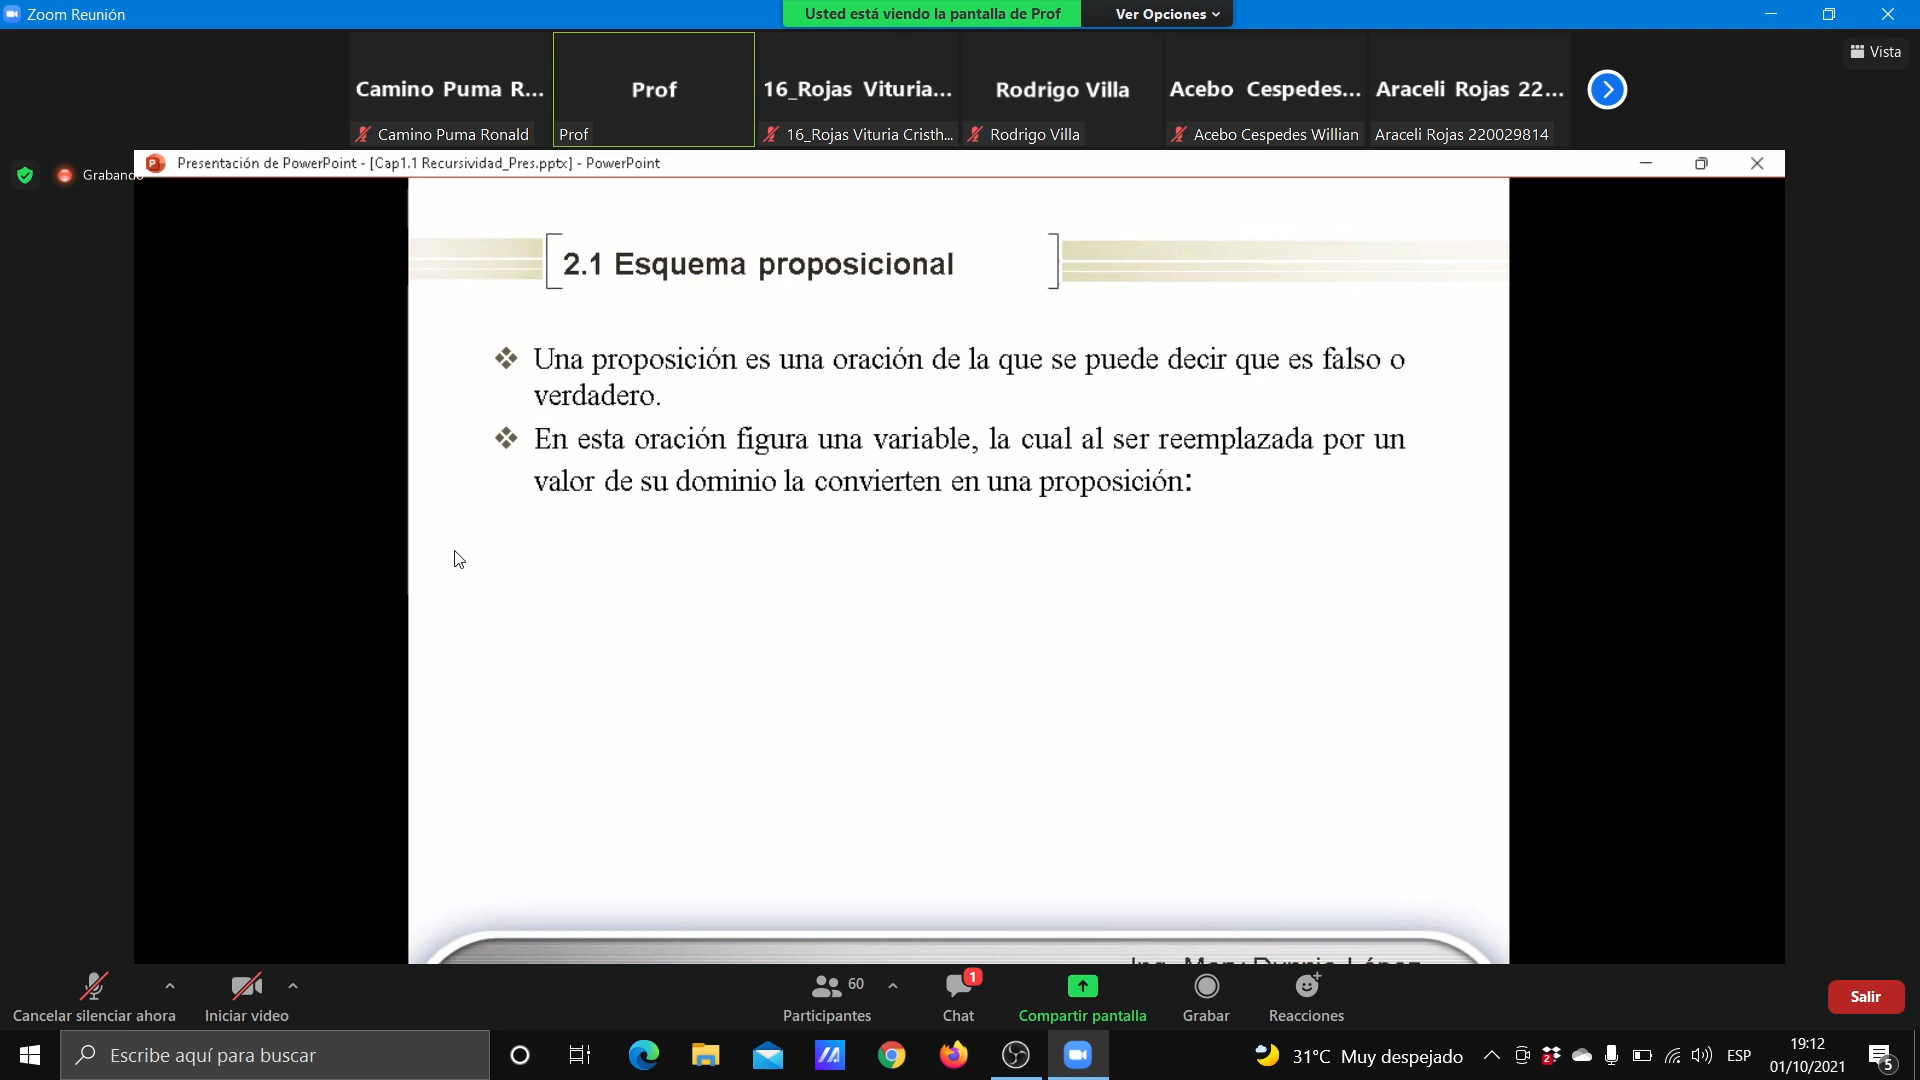 Zoom Reunión
Usted está viendo la pantalla de Prof
Ver Opciones
Vista
Camino Puma R...
Prof
16_Rojas Vituria...
Rodrigo Villa
Acebo Cespedes...
Araceli Rojas 22...
Camino Puma Ronald
Prof
16_Rojas Vituria Cristh...
Rodrigo Villa
Acebo Cespedes Willian
Araceli Rojas 220029814
Grabando
Presentación de PowerPoint - [Cap1.1 Recursividad_Pres.pptx] - PowerPoint
2.1 Esquema proposicional
Una proposición es una oración de la que se puede decir que es falso o
verdadero.
En esta oración figura una variable, la cual al ser reemplazada por un
valor de su dominio la convierten en una proposición:
60
1
Cancelar silenciar ahora
Iniciar video
Participantes
Chat
Compartir pantalla
Grabar
Reacciones
Salir
Escribe aquí para buscar
31°C Muy despejado
2
ESP
19:12
01/10/2021
5